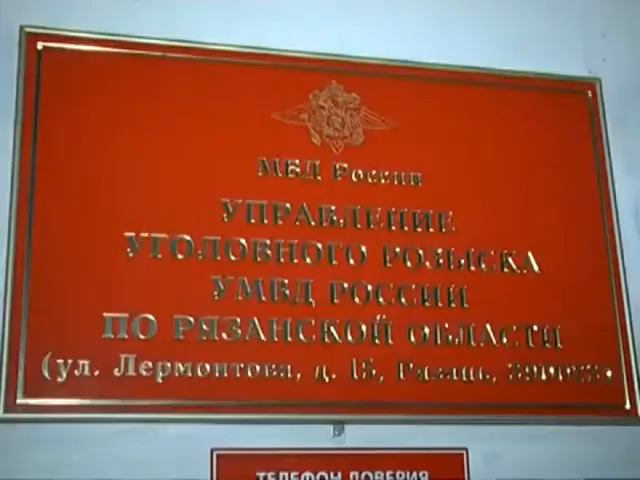 МВД России
УПРАВЛЕНИЕ
УГОЛОВНОГО РОЗЫСКА
УМВД РОССИИ
ПО РЯЗАНСКОЙ ОБЛАСТИ
(ул. Лермонтова, д. 15, Рязань,
ТЕЛЕФОН ДОВЕРИЯ